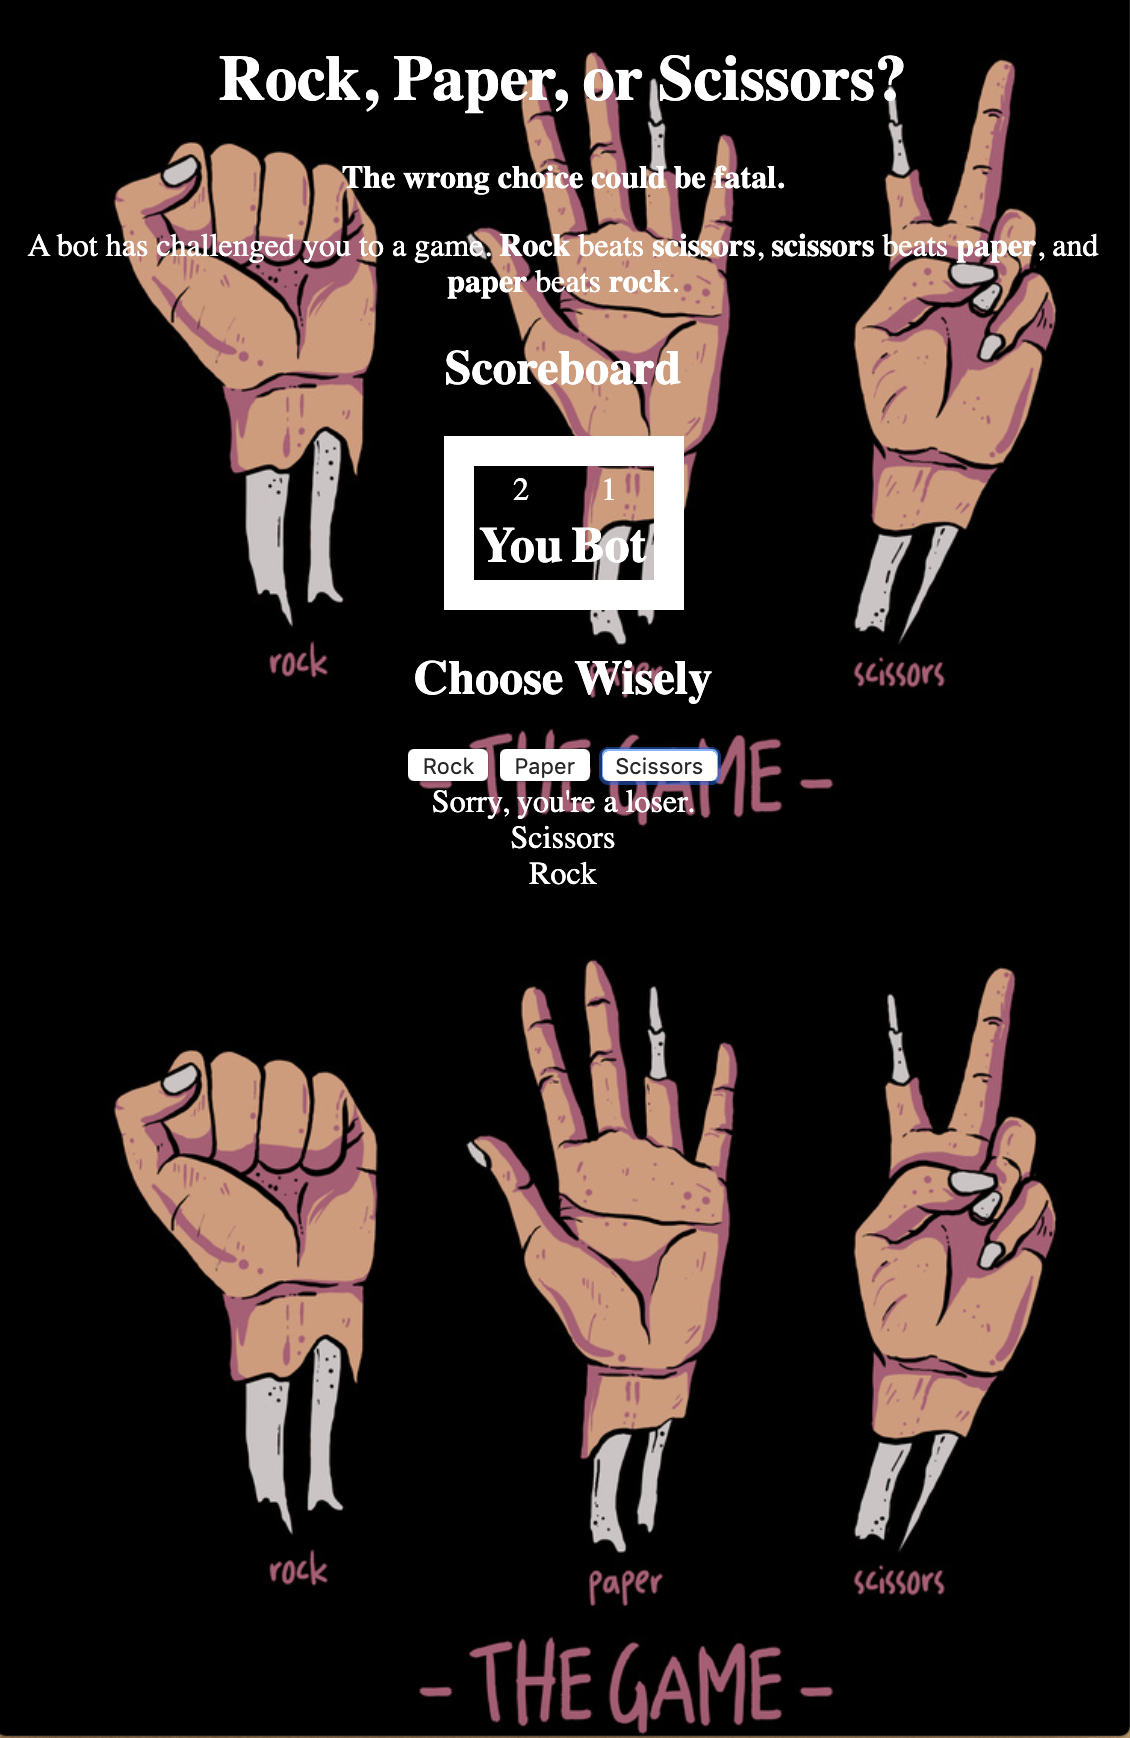 Rock, Paper, or Scissors?
The wrong choice could be fatal.
A bot has challenged you to a game. Rock beats scissors, scissors beats paper, and
paper beats rock.
Scoreboard
2 1
You Bot
rock
paper
scissors
Choose Wisely
- THE GAME -
Rock Paper Scissors
Sorry, you're a loser.
Scissors
Rock
rock
paper
scissors
- THE GAME -